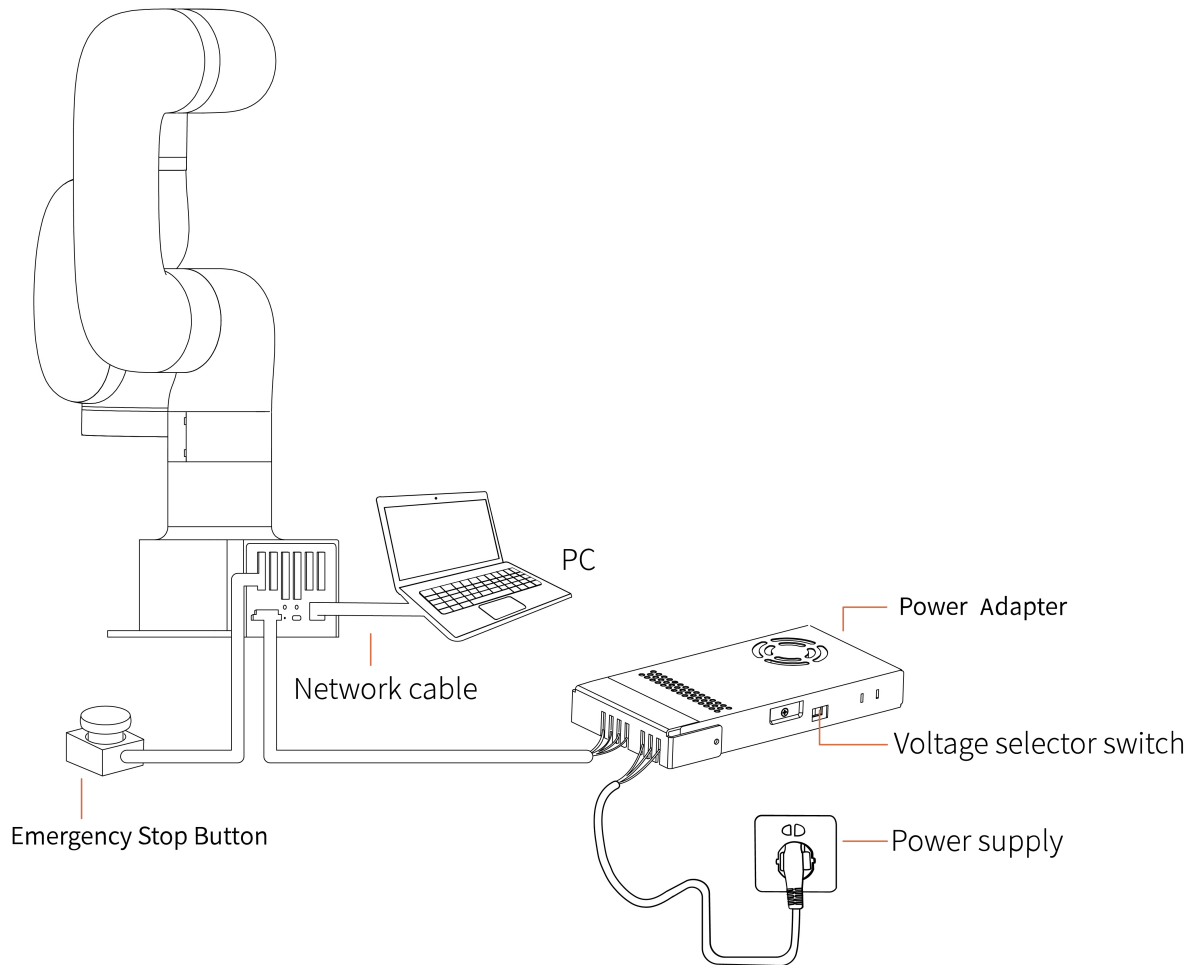 PC
Power Adapter
Network cable
Voltage selector switch
Emergency Stop Button
Power supply